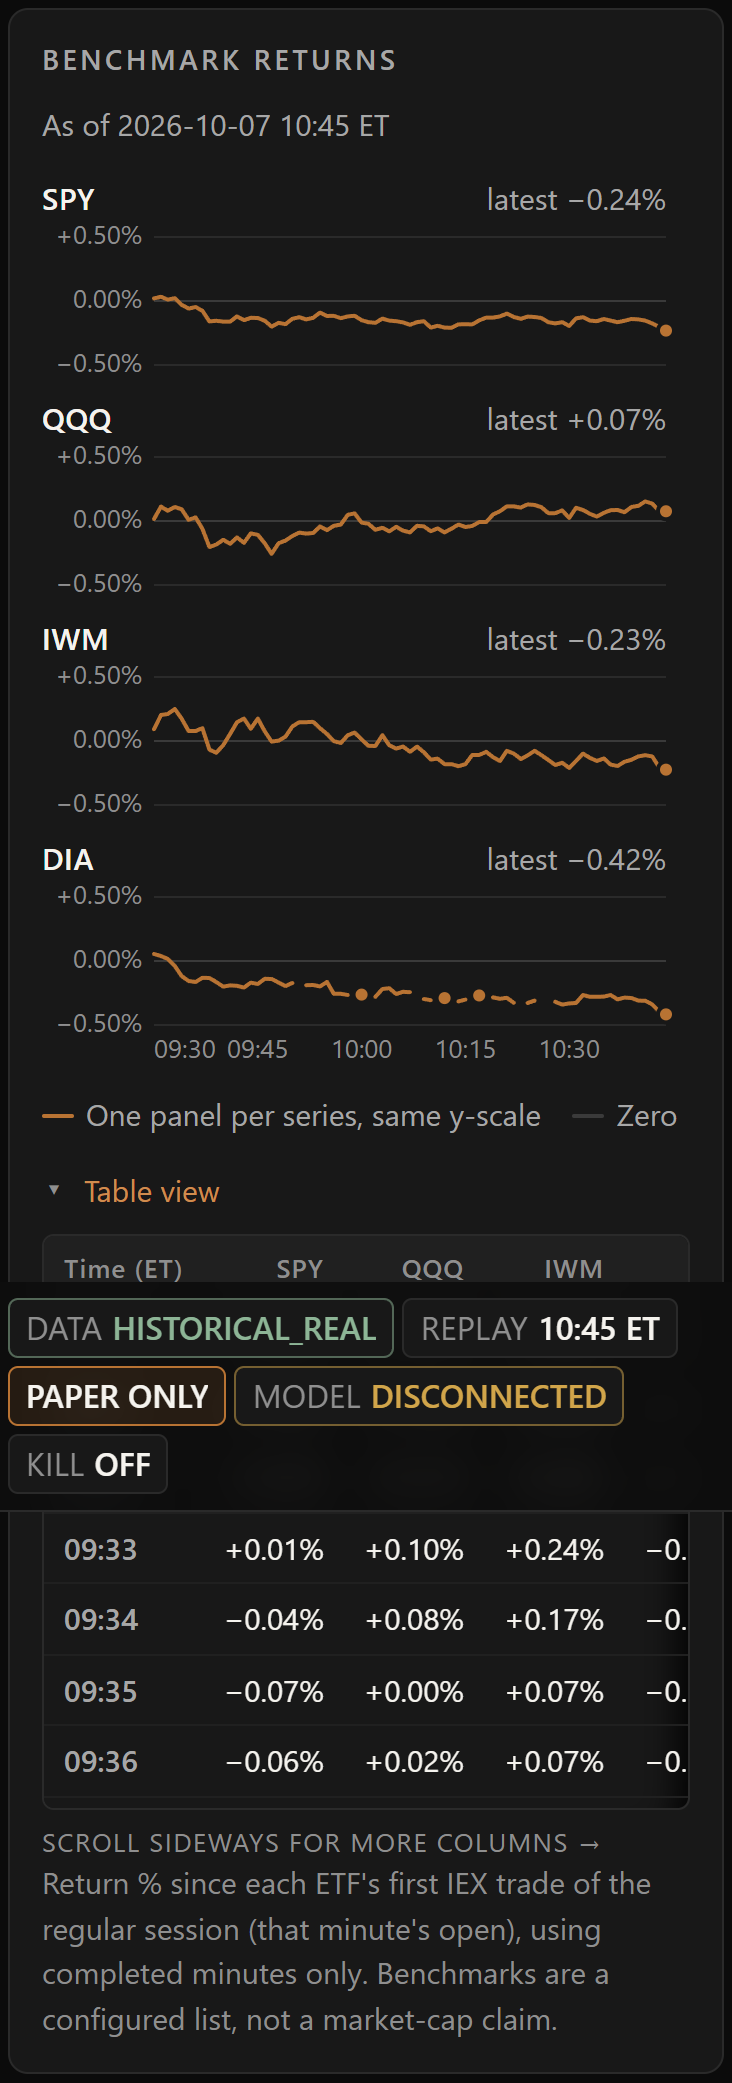 BENCHMARK RETURNS
As of 2026-10-07 10:45 ET
SPY latest −0.24%
+0.50%
0.00%
−0.50%
QQQ latest +0.07%
+0.50%
0.00%
−0.50%
IWM latest −0.23%
+0.50%
0.00%
−0.50%
DIA latest −0.42%
+0.50%
0.00%
−0.50%
09:30 09:45 10:00 10:15 10:30
One panel per series, same y-scale Zero
▼ Table view
Time (ET) SPY QQQ IWM
DATA HISTORICAL_REAL REPLAY 10:45 ET
PAPER ONLY MODEL DISCONNECTED
KILL OFF
09:33 +0.01% +0.10% +0.24% −0.
09:34 −0.04% +0.08% +0.17% −0.
09:35 −0.07% +0.00% +0.07% −0.
09:36 −0.06% +0.02% +0.07% −0.
SCROLL SIDEWAYS FOR MORE COLUMNS →
Return % since each ETF's first IEX trade of the
regular session (that minute's open), using
completed minutes only. Benchmarks are a
configured list, not a market-cap claim.